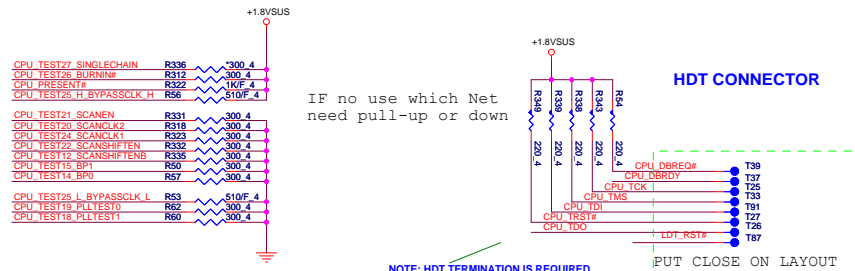 +1.8VSUS
CPU_TEST27_SINGLECHAIN R336 *300_4
CPU_TEST26_BURNIN# R312 300_4
CPU_PRESENT# R322 1K/F_4
CPU_TEST25_H_BYPASSCLK_H R56 510/F_4
CPU_TEST21_SCANEN R331 300_4
CPU_TEST20_SCANCLK2 R318 300_4
CPU_TEST24_SCANCLK1 R323 300_4
CPU_TEST22_SCANSHIFTEN R332 300_4
CPU_TEST12_SCANSHIFTENB R335 300_4
CPU_TEST15_BP1 R50 300_4
CPU_TEST14_BP0 R57 300_4
CPU_TEST25_L_BYPASSCLK_L R53 510/F_4
CPU_TEST19_PLLTEST0 R62 300_4
CPU_TEST18_PLLTEST1 R60 300_4
IF no use which Net
need pull-up or down
+1.8VSUS
HDT CONNECTOR
R349 R339 R338 R343 R54
220_4 220_4 220_4 220_4 220_4
CPU_DBREQ# T39
CPU_DBRDY T37
CPU_TCK T25
CPU_TMS T33
CPU_TDI T91
CPU_TRST# T27
CPU_TDO T26
LDT_RST# T87
PUT CLOSE ON LAYOUT
NOTE: HDT TERMINATION IS REQUIRED